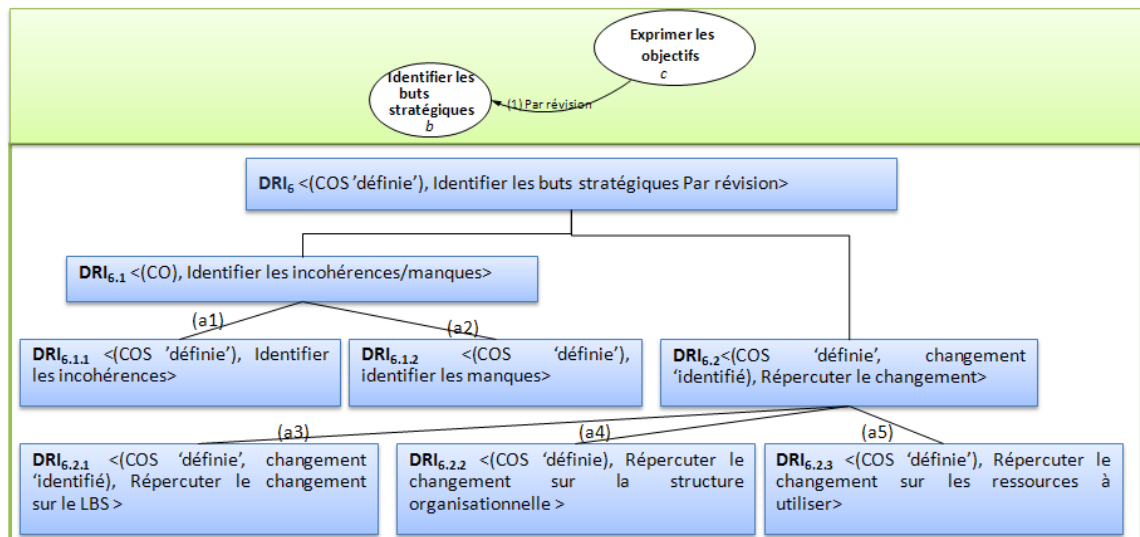 Exprimer les
objectifs
c
Identifier les
buts
stratégiques
b
(1) Par révision
DRI6 <(COS ’définie’), Identifier les buts stratégiques Par révision>
DRI6.1 <(CO), Identifier les incohérences/manques>
(a1)
(a2)
DRI6.1.1 <(COS ’définie’), Identifier
les incohérences>
DRI6.1.2 <(COS ‘définie’),
identifier les manques>
DRI6.2<(COS ‘définie’, changement
‘identifié), Répercuter le changement>
(a3)
(a4)
(a5)
DRI6.2.1 <(COS ‘définie’, changement
‘identifié), Répercuter le changement
sur le LBS >
DRI6.2.2 <(COS ‘définie), Répercuter le
changement sur la structure
organisationnelle >
DRI6.2.3 <(COS ‘définie’), Répercuter le
changement sur les ressources à
utiliser>